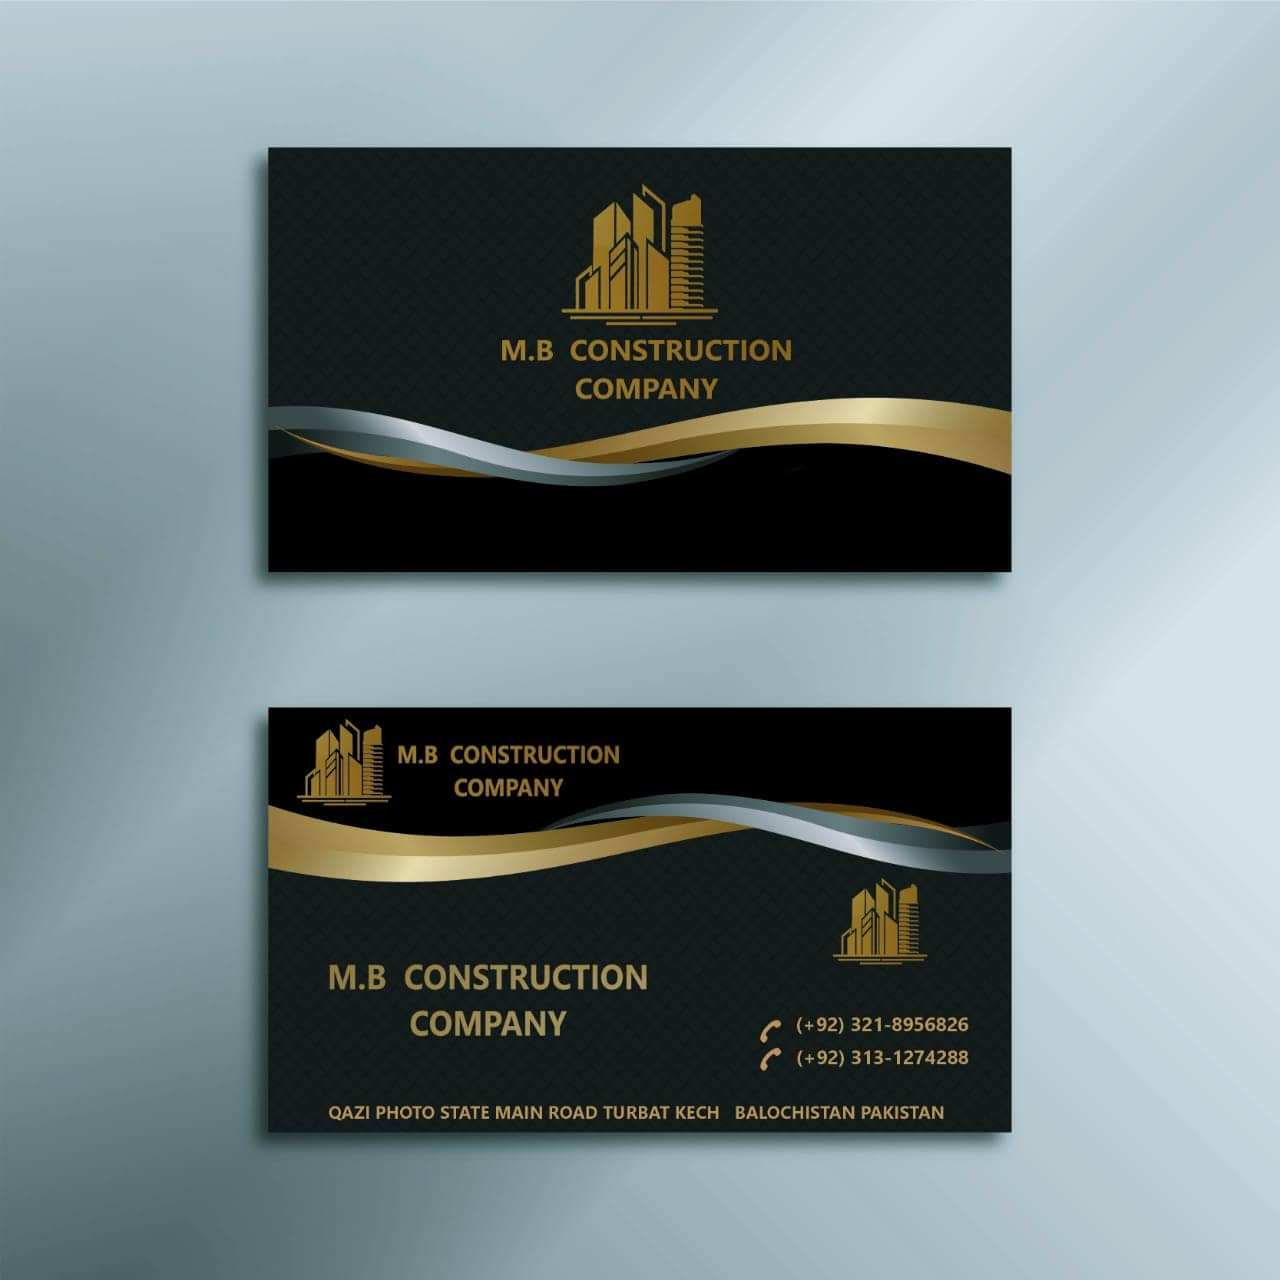 M.B CONSTRUCTION
COMPANY
M.B CONSTRUCTION
COMPANY
M.B CONSTRUCTION
COMPANY
(+92) 321-8956826
(+92) 313-1274288
QAZI PHOTO STATE MAIN ROAD TURBAT KECH BALOCHISTAN PAKISTAN